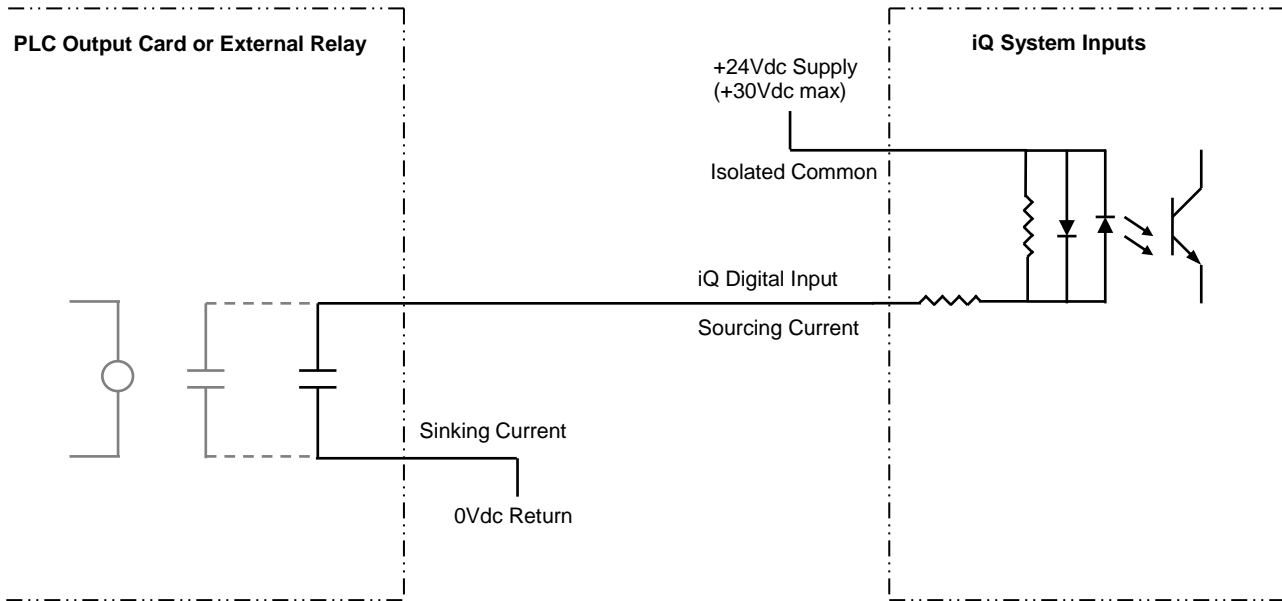 PLC Output Card or External Relay
iQ System Inputs
+24Vdc Supply
(+30Vdc max)
Isolated Common
iQ Digital Input
Sourcing Current
Sinking Current
0Vdc Return